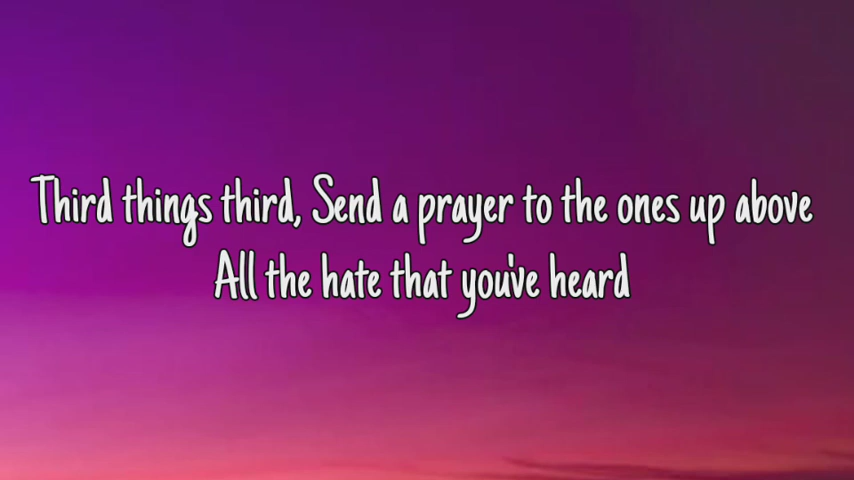 Third things third, Send a prayer to the ones up above
All the hate that you've heard